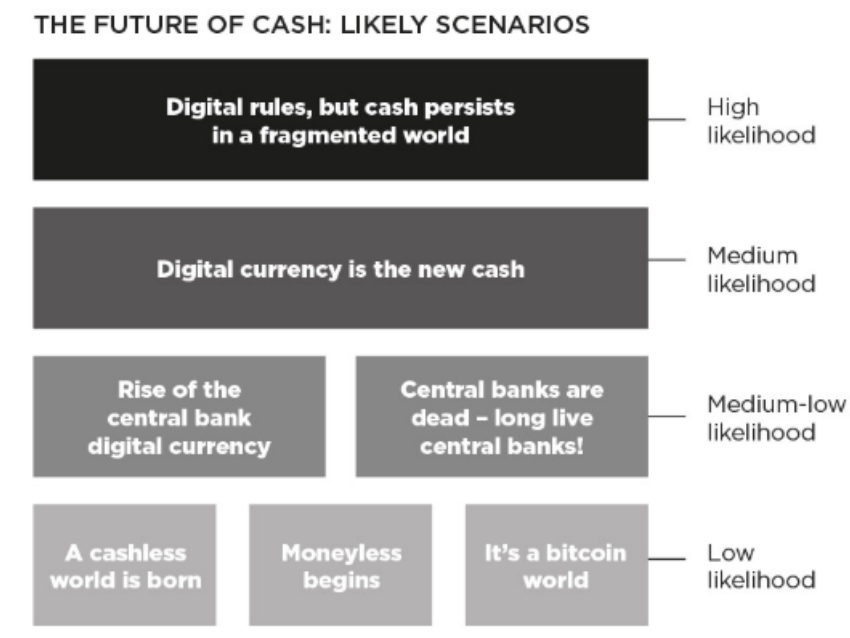 THE FUTURE OF CASH: LIKELY SCENARIOS
Digital rules, but cash persists
in a fragmented world
High
likelihood
Digital currency is the new cash
Medium
likelihood
Rise of the
central bank
digital currency
Central banks are
dead – long live
central banks!
Medium-low
likelihood
A cashless
world is born
Moneyless
begins
It's a bitcoin
world
Low
likelihood